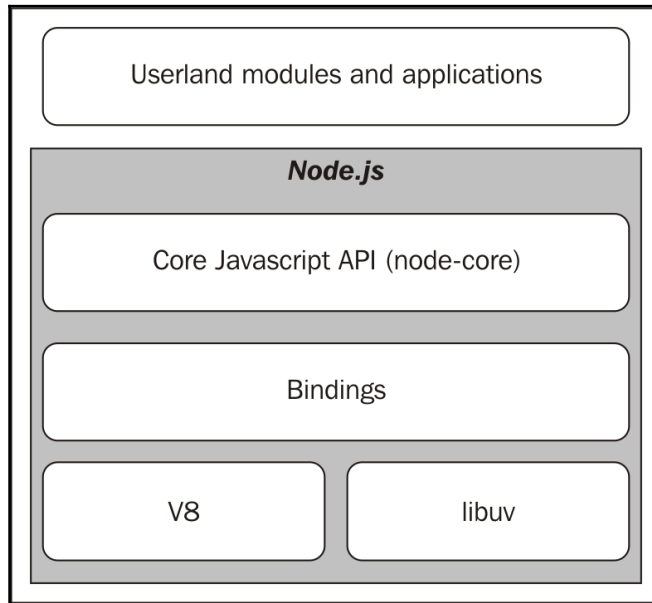 Userland modules and applications
Node.js
Core Javascript API (node-core)
Bindings
V8
libuv